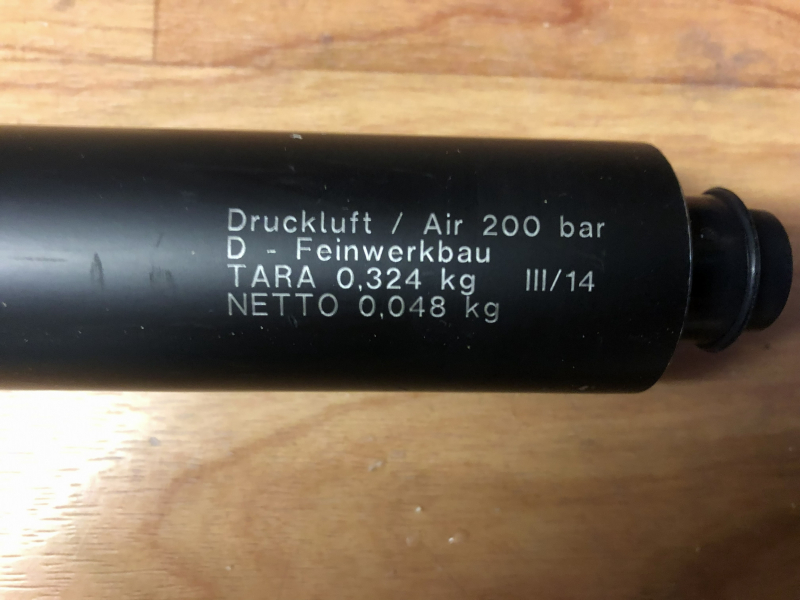 Druckluft / Air 200 bar
D - Feinwerkbau
TARA 0,324 kg III/14
NETTO 0,048 kg